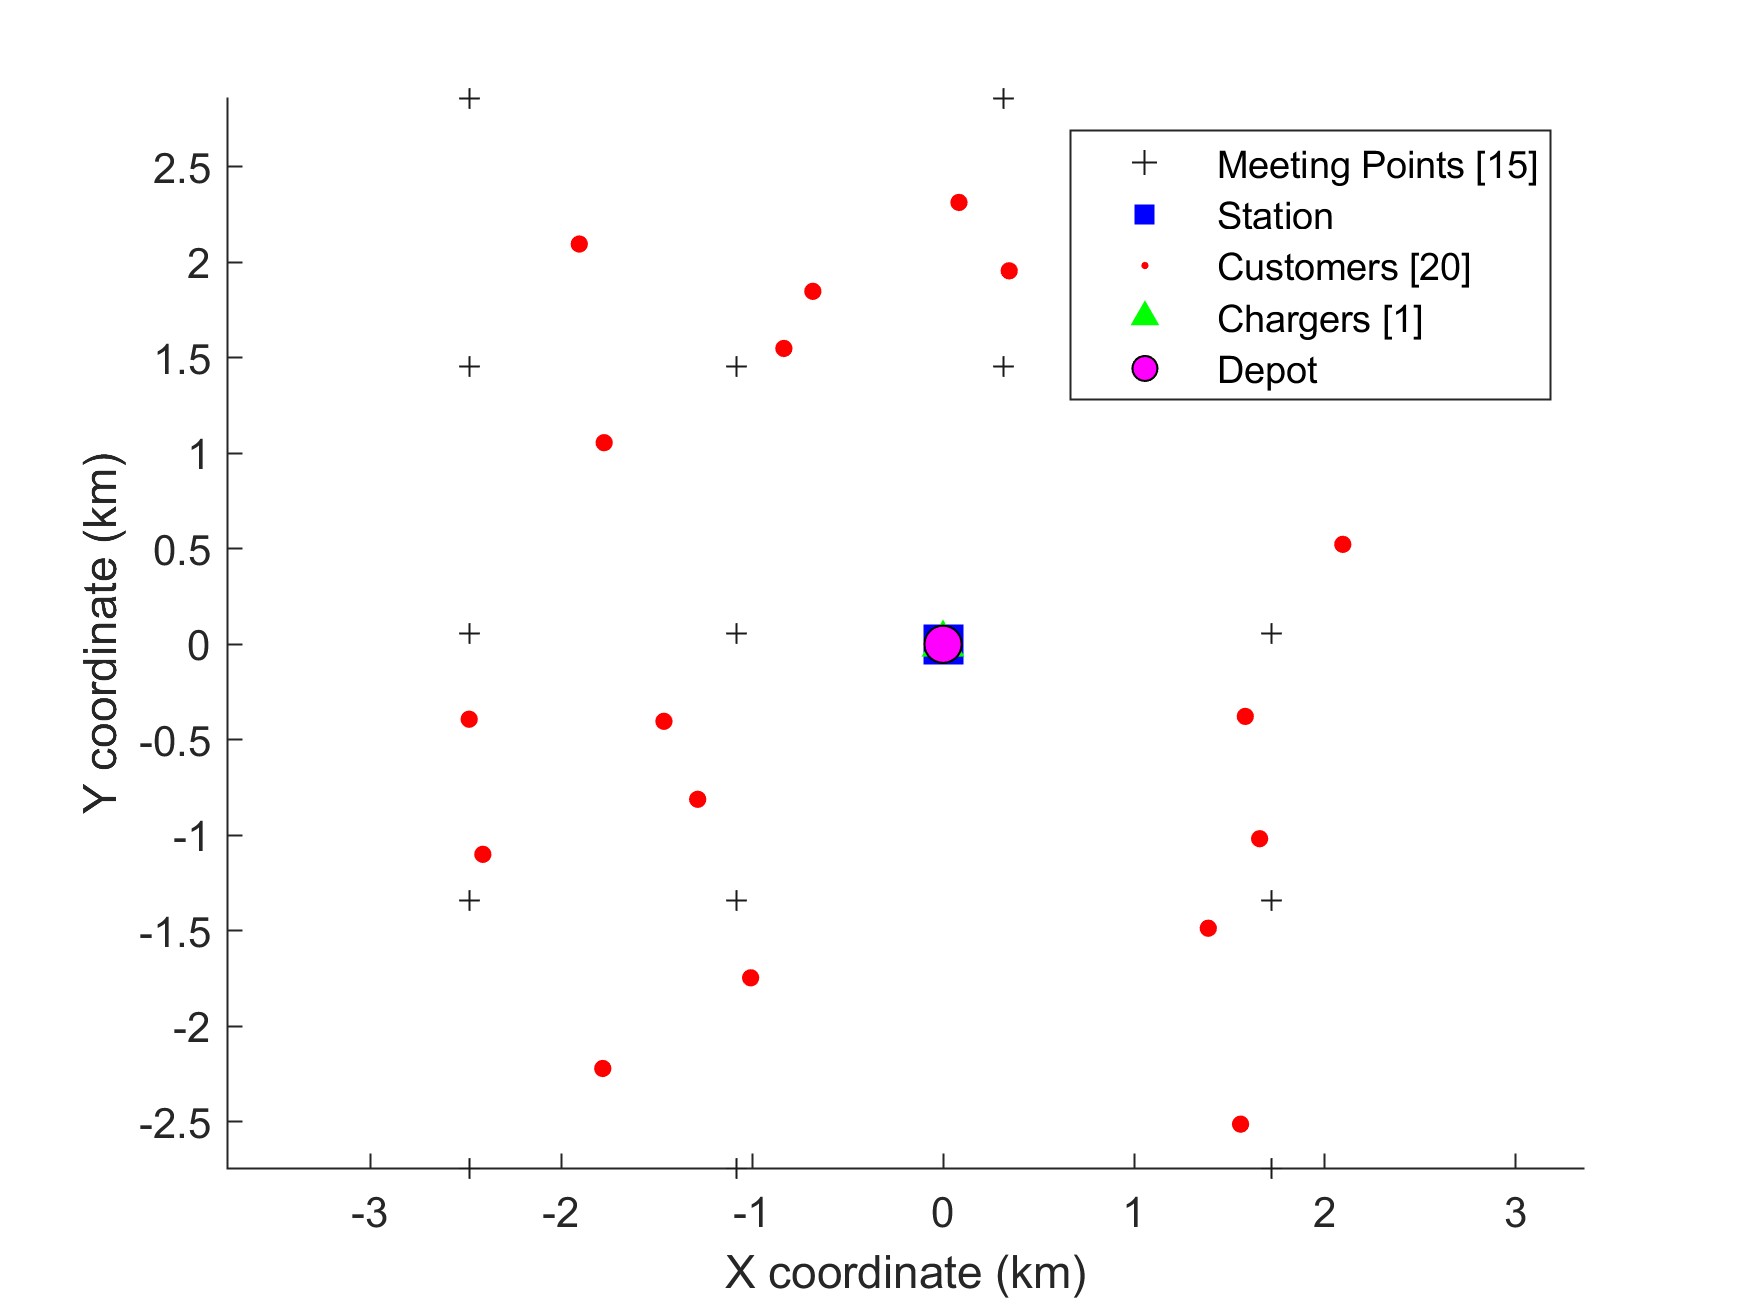 2.5
2
1.5
1
0.5
0
-0.5
-1
-1.5
-2
-2.5
Y coordinate (km)
-3
-2
-1
0
1
2
3
X coordinate (km)
Meeting Points [15]
Station
Customers [20]
Chargers [1]
Depot